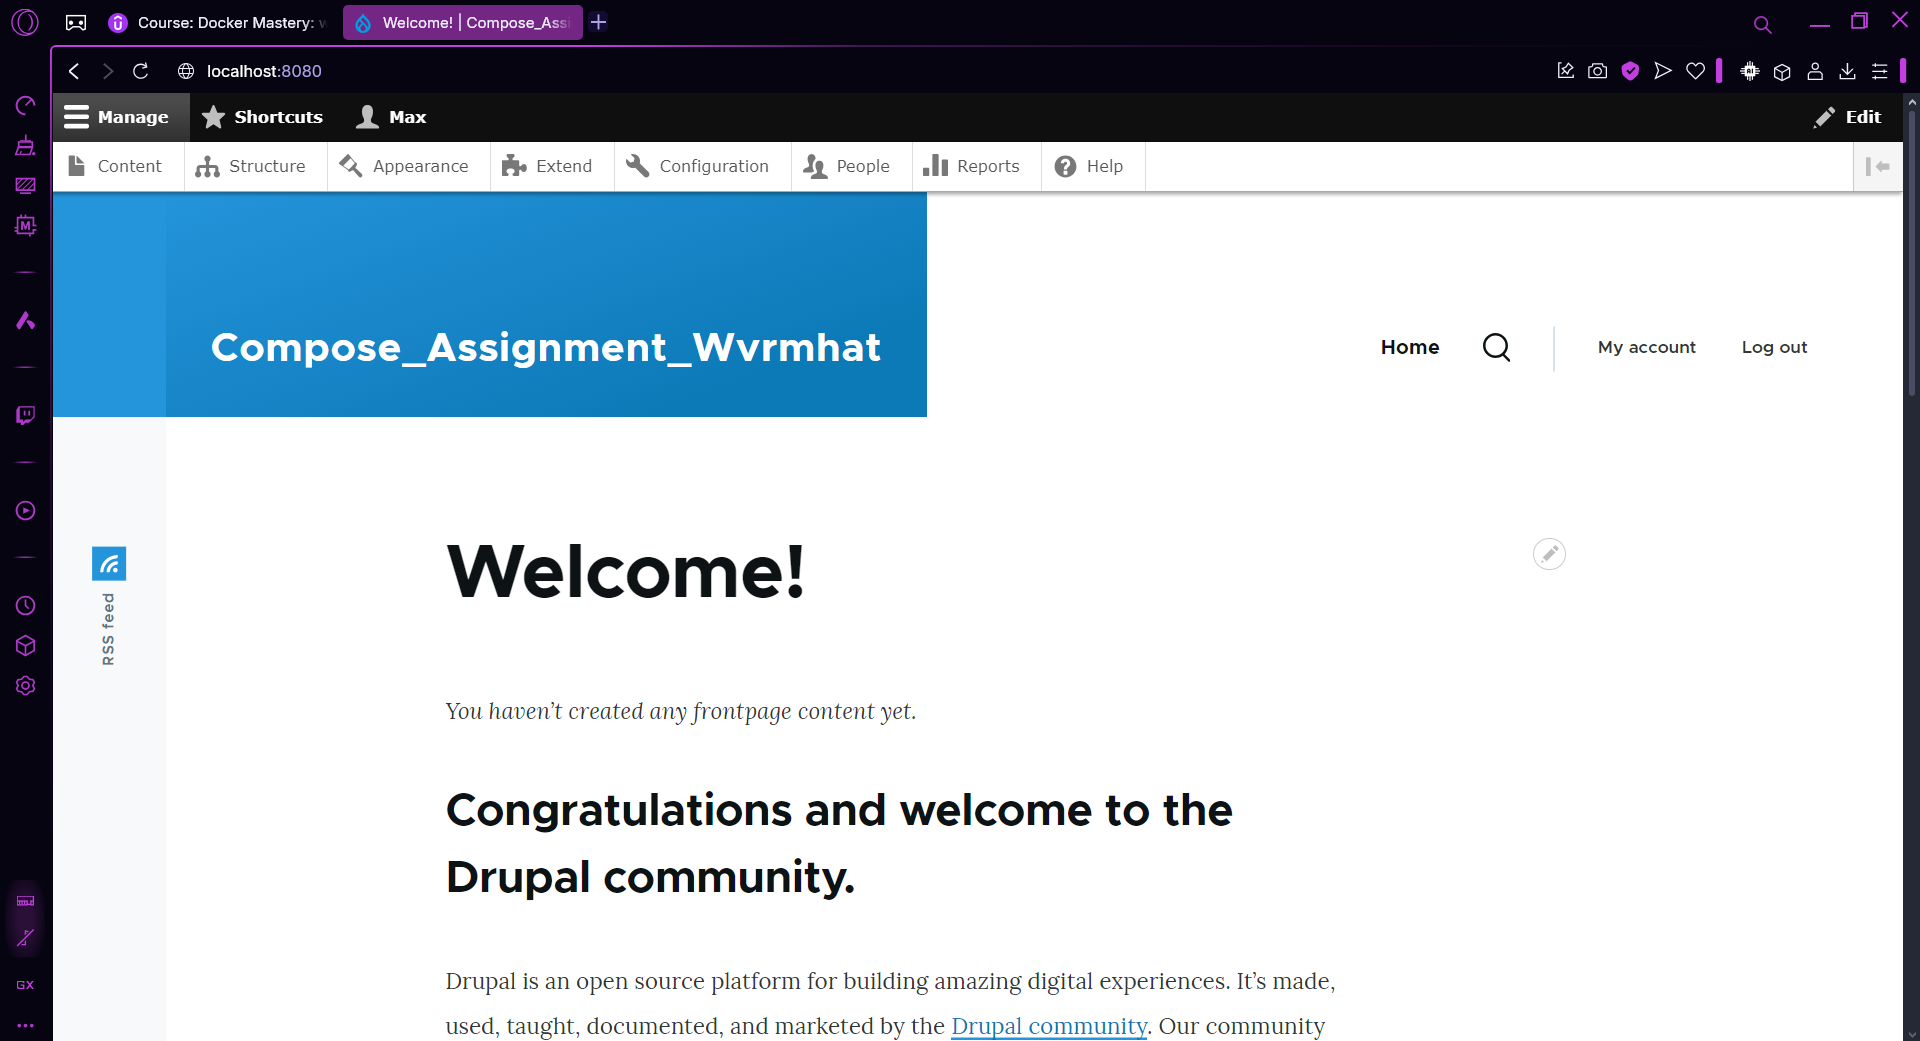 Course: Docker Mastery:
Welcome! | Compose_Assi
localhost:8080
Manage
Shortcuts
Max
Edit
Content
Structure
Appearance
Extend
Configuration
People
Reports
Help
Compose_Assignment_Wvrmhat
Home
My account
Log out
Welcome!
RSS feed
You haven’t created any frontpage content yet.
Congratulations and welcome to the
Drupal community.
Drupal is an open source platform for building amazing digital experiences. It’s made,
used, taught, documented, and marketed by the Drupal community. Our community
GX